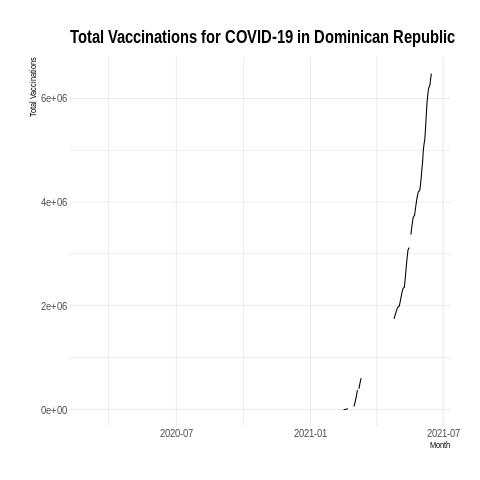 Total Vaccinations for COVID-19 in Dominican Republic
Total Vaccinations
6e+06
4e+06
2e+06
0e+00
2020-07
2021-01
2021-07
Month